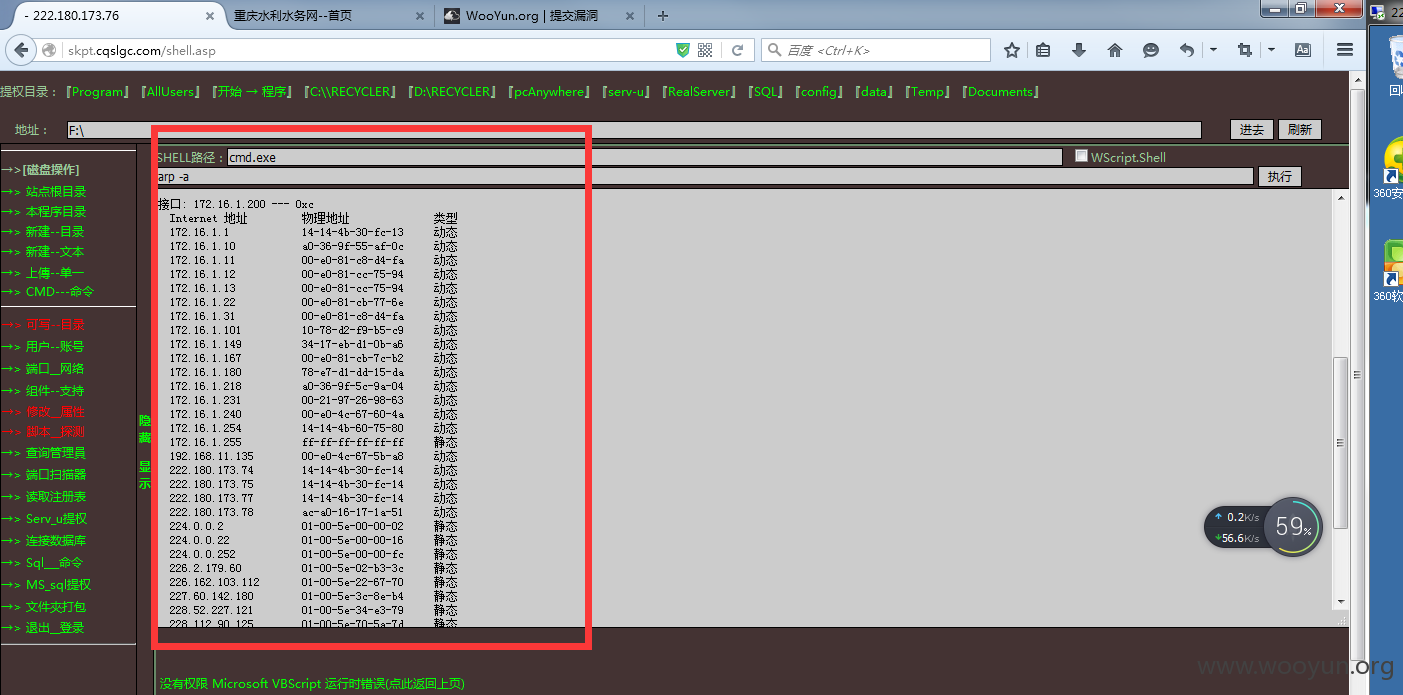 - 222.180.173.76
重庆水利水务网--首页
WooYun.org | 提交漏洞
22
skpt.cqslgc.com/shell.asp
百度 <Ctrl+K>
提权目录：『Program』 『AllUsers』 『开始 → 程序』 『C:\\RECYCLER』 『D:\RECYCLER』 『pcAnywhere』 『serv-u』 『RealServer』 『SQL』 『config』 『data』 『Temp』 『Documents』
地址： F:\ 进去 刷新
SHELL路径： cmd.exe WScript.Shell
arp -a 执行
→>[磁盘操作]
→> 站点根目录
→> 本程序目录
→> 新建--目录
→> 新建--文本
→> 上傳--单一
→> CMD---命令
→> 可写--目录
→> 用户--账号
→> 端口__网络
→> 组件--支持
→> 修改__属性
→> 脚本__探测
→> 查询管理員
→> 端口扫描器
→> 读取注册表
→> Serv_u提权
→> 连接数据库
→> Sql___命令
→> MS_sql提权
→> 文件夹打包
→> 退出__登录
隐藏
显示
接口: 172.16.1.200 --- 0xc
Internet 地址 物理地址 类型
172.16.1.1 14-14-4b-30-fc-13 动态
172.16.1.10 a0-36-9f-55-af-0c 动态
172.16.1.11 00-e0-81-c8-d4-fa 动态
172.16.1.12 00-e0-81-cc-75-94 动态
172.16.1.13 00-e0-81-cc-75-94 动态
172.16.1.22 00-e0-81-cb-77-6e 动态
172.16.1.31 00-e0-81-c8-d4-fa 动态
172.16.1.101 10-78-d2-f9-b5-c9 动态
172.16.1.149 34-17-eb-d1-0b-a6 动态
172.16.1.167 00-e0-81-cb-7c-b2 动态
172.16.1.180 78-e7-d1-dd-15-da 动态
172.16.1.218 a0-36-9f-5c-9a-04 动态
172.16.1.231 00-21-97-26-98-63 动态
172.16.1.240 00-e0-4c-67-60-4a 动态
172.16.1.254 14-14-4b-60-75-80 动态
172.16.1.255 ff-ff-ff-ff-ff-ff 静态
192.168.11.135 00-e0-4c-67-5b-a8 动态
222.180.173.74 14-14-4b-30-fc-14 动态
222.180.173.75 14-14-4b-30-fc-14 动态
222.180.173.77 14-14-4b-30-fc-14 动态
222.180.173.78 ac-a0-16-17-1a-51 动态
224.0.0.2 01-00-5e-00-00-02 静态
224.0.0.22 01-00-5e-00-00-16 静态
224.0.0.252 01-00-5e-00-00-fc 静态
226.2.179.60 01-00-5e-02-b3-3c 静态
226.162.103.112 01-00-5e-22-67-70 静态
227.60.142.180 01-00-5e-3c-8e-b4 静态
228.52.227.121 01-00-5e-34-e3-79 静态
228.112.90.125 01-00-5e-70-5a-7d 静态
没有权限 Microsoft VBScript 运行时错误(点此返回上页)
0.2K/s
56.6K/s
59%
回收
360安
360软
www.wooyun.org